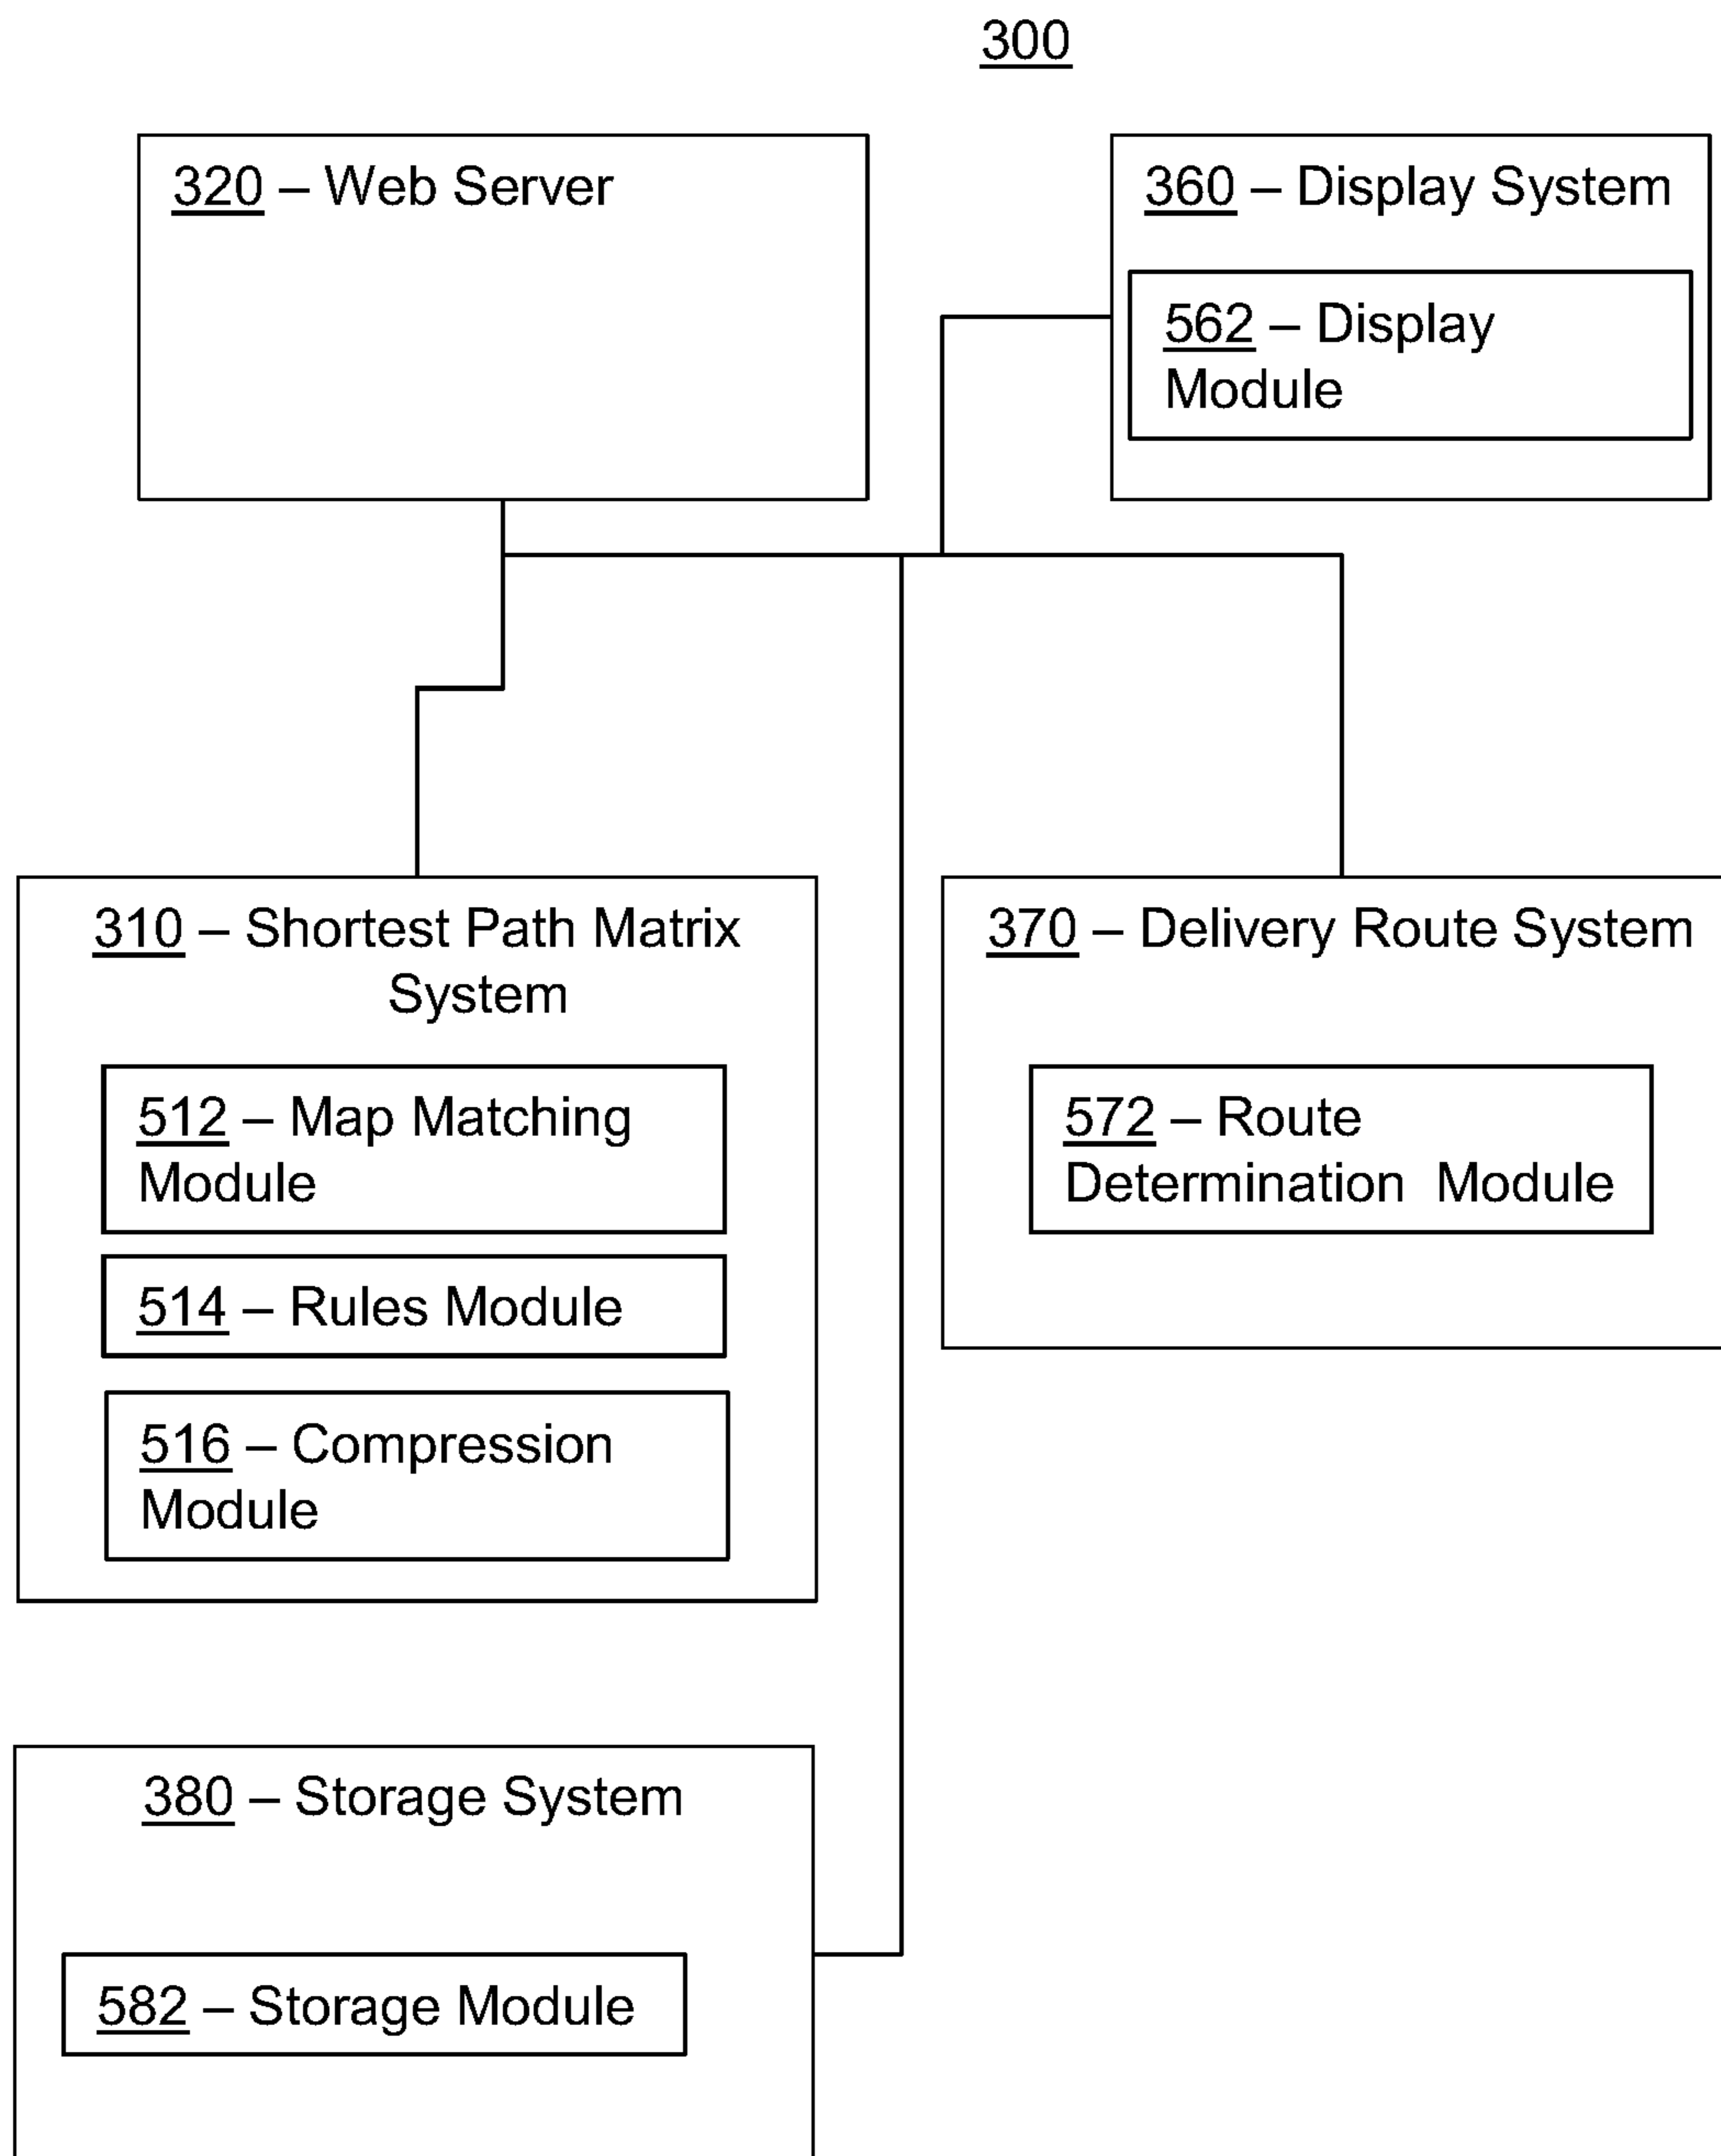 300
320 – Web Server
360 – Display System
562 – Display
Module
310 – Shortest Path Matrix
System
512 – Map Matching
Module
514 – Rules Module
516 – Compression
Module
370 – Delivery Route System
572 – Route
Determination Module
380 – Storage System
582 – Storage Module